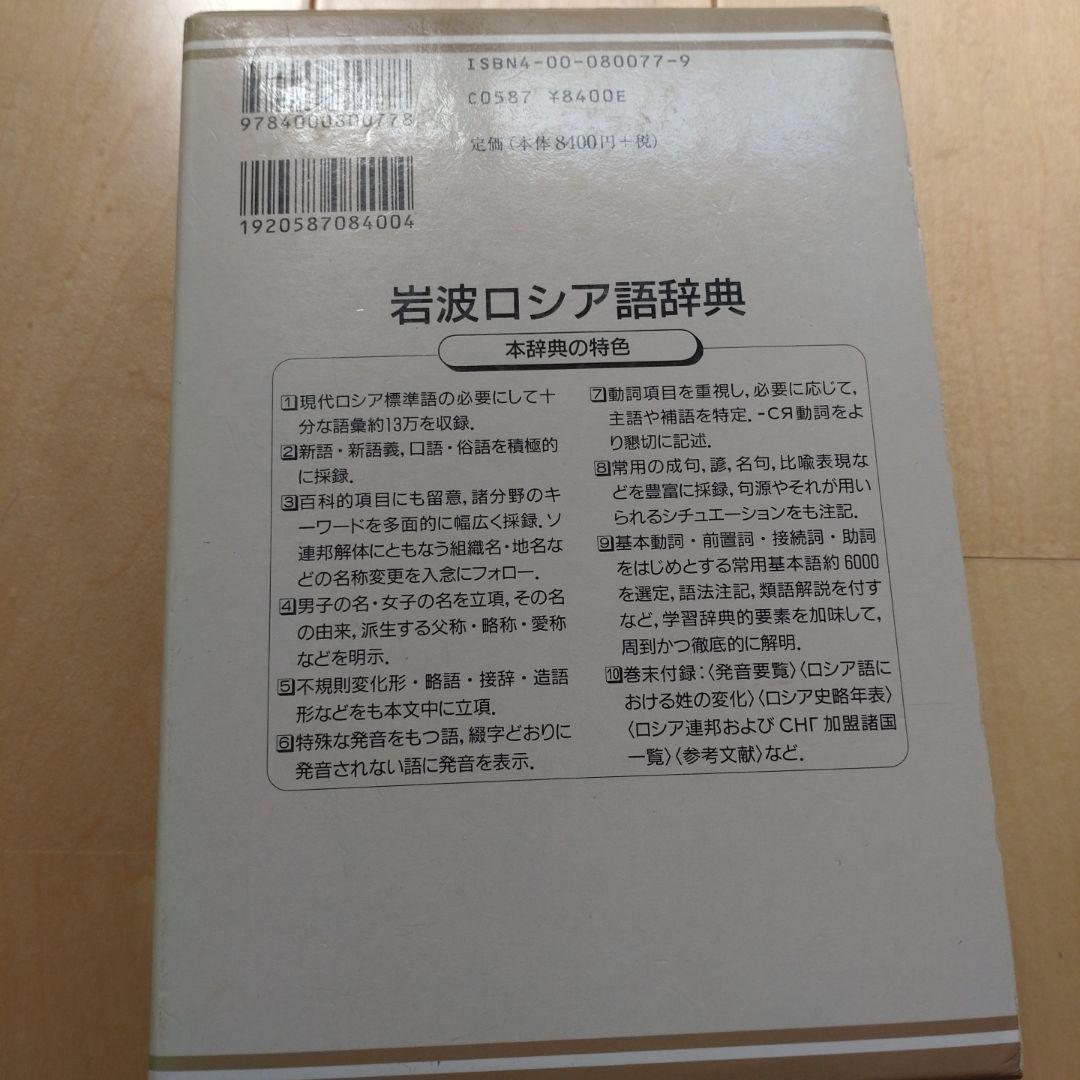 ISBN4-00-080077-9
9784000800778
C0587 ¥8400E
定価(本体8400円+税)
1920587084004
岩波ロシア語辞典
本辞典の特色
1 現代ロシア標準語の必要にして十
分な語彙約13万を収録.
2 新語・新語義, 口語・俗語を積極的
に採録.
3 百科的項目にも留意, 諸分野のキ
ーワードを多面的に幅広く採録. ソ
連邦解体にともなう組織名・地名な
どの名称変更を入念にフォロー.
4 男子の名・女子の名を立項, その名
の由来, 派生する父称・略称・愛称
などを明示.
5 不規則変化形・略語・接辞・造語
形などをも本文中に立項.
6 特殊な発音をもつ語, 綴字どおりに
発音されない語に発音を表示.
7 動詞項目を重視し, 必要に応じて,
主語や補語を特定. -СЯ動詞をよ
り懇切に記述.
8 常用の成句, 諺, 名句, 比喩表現な
どを豊富に採録, 句源やそれが用い
られるシチュエーションをも注記.
9 基本動詞・前置詞・接続詞・助詞
をはじめとする常用基本語約6000
を選定, 語法注記, 類語解説を付す
など, 学習辞典的要素を加味して,
周到かつ徹底的に解明.
10 巻末付録:〈発音要覧〉〈ロシア語に
おける姓の変化〉〈ロシア史略年表〉
〈ロシア連邦およびСНГ加盟諸国
一覧〉〈参考文献〉など.